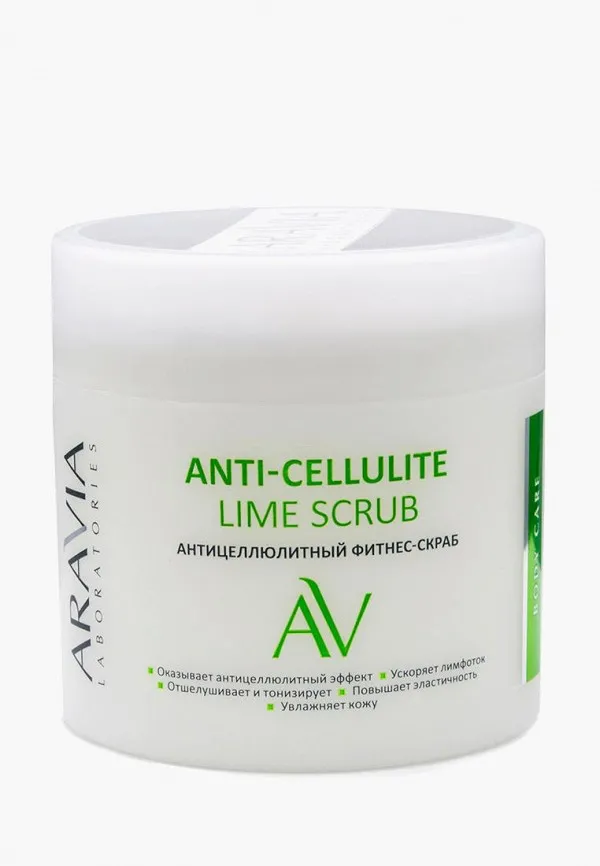 ARAVIA
LABORATORIES
ANTI-CELLULITE
LIME SCRUB
АНТИЦЕЛЛЮЛИТНЫЙ ФИТНЕС-СКРАБ
AV
Оказывает антицеллюлитный эффект ▪ Ускоряет лимфоток
Отшелушивает и тонизирует ▪ Повышает эластичность
Увлажняет кожу
BODY CARE